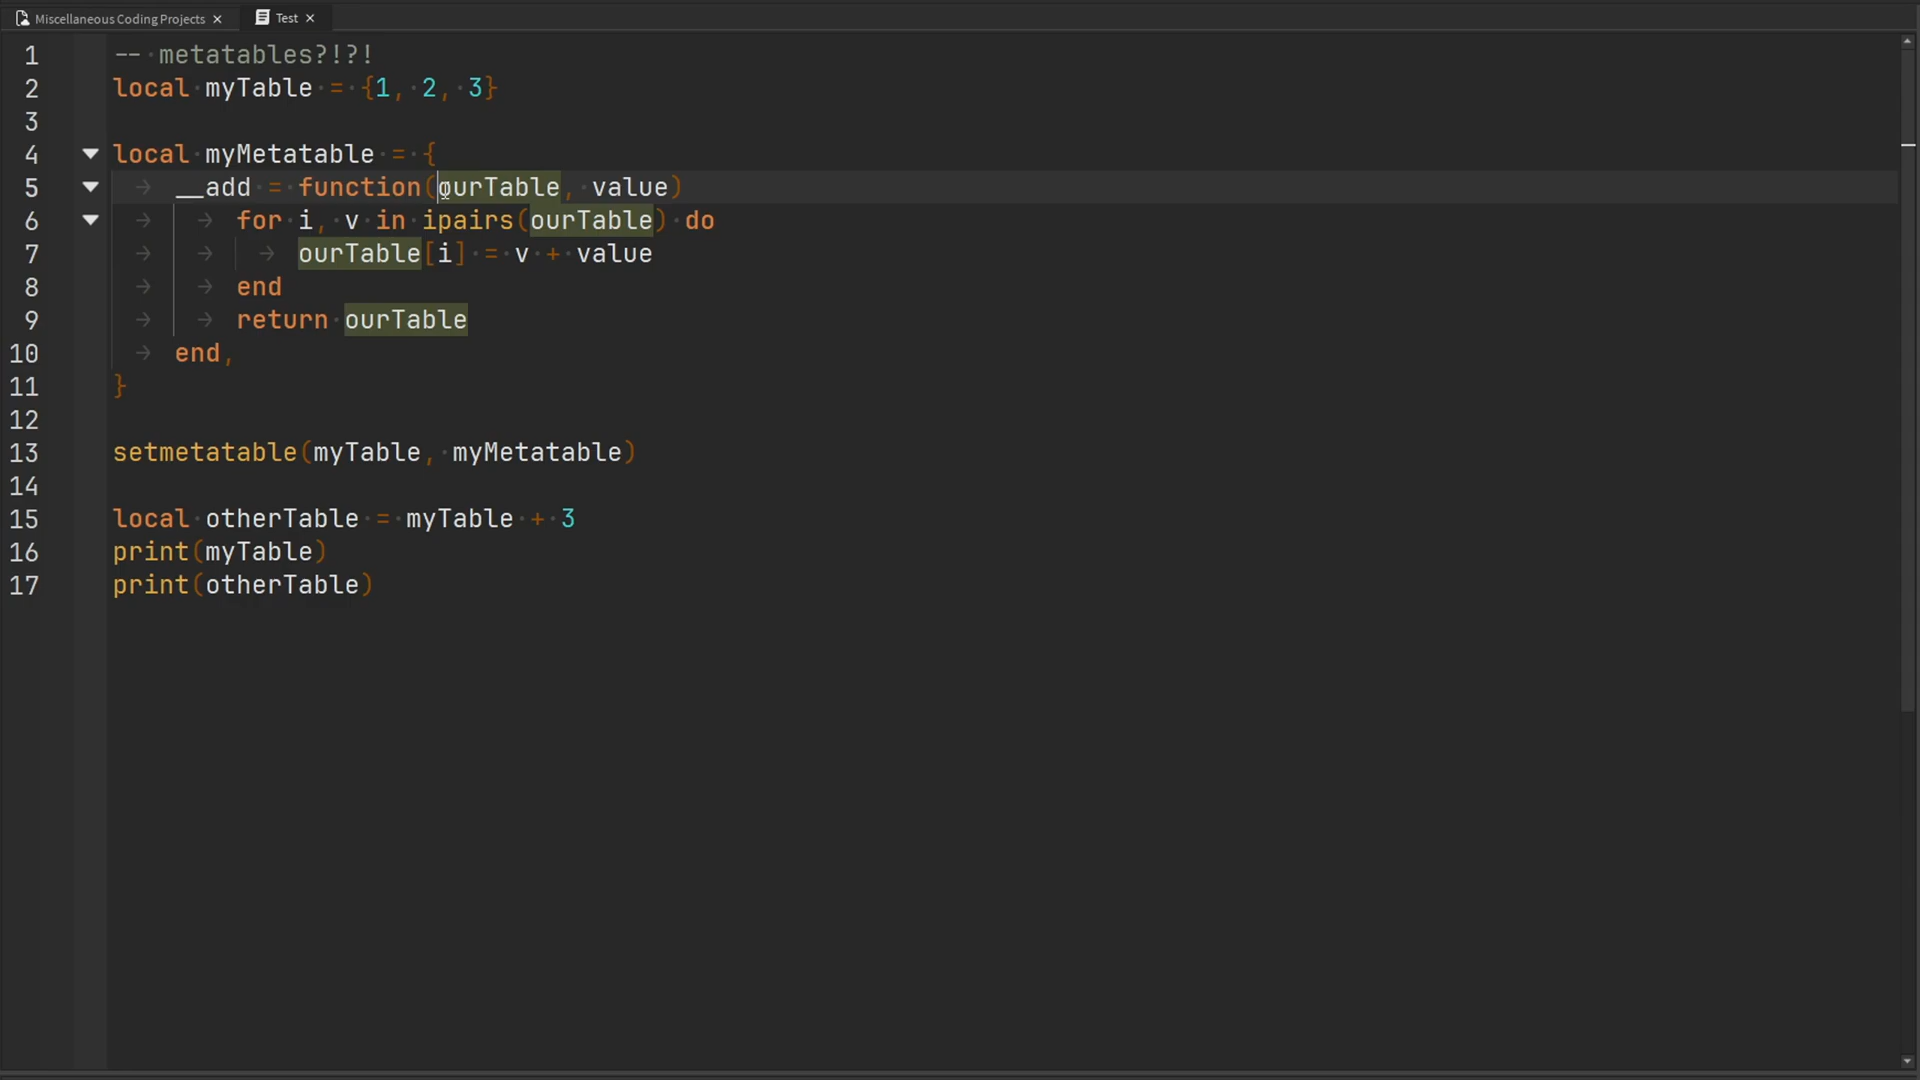 Miscellaneous Coding Projects × Test ×
1 -- metatables?!?!
2 local myTable = {1, 2, 3}
3
4 local myMetatable = {
5 __add = function(ourTable, value)
6 for i, v in ipairs(ourTable) do
7 ourTable[i] = v + value
8 end
9 return ourTable
10 end,
11 }
12
13 setmetatable(myTable, myMetatable)
14
15 local otherTable = myTable + 3
16 print(myTable)
17 print(otherTable)